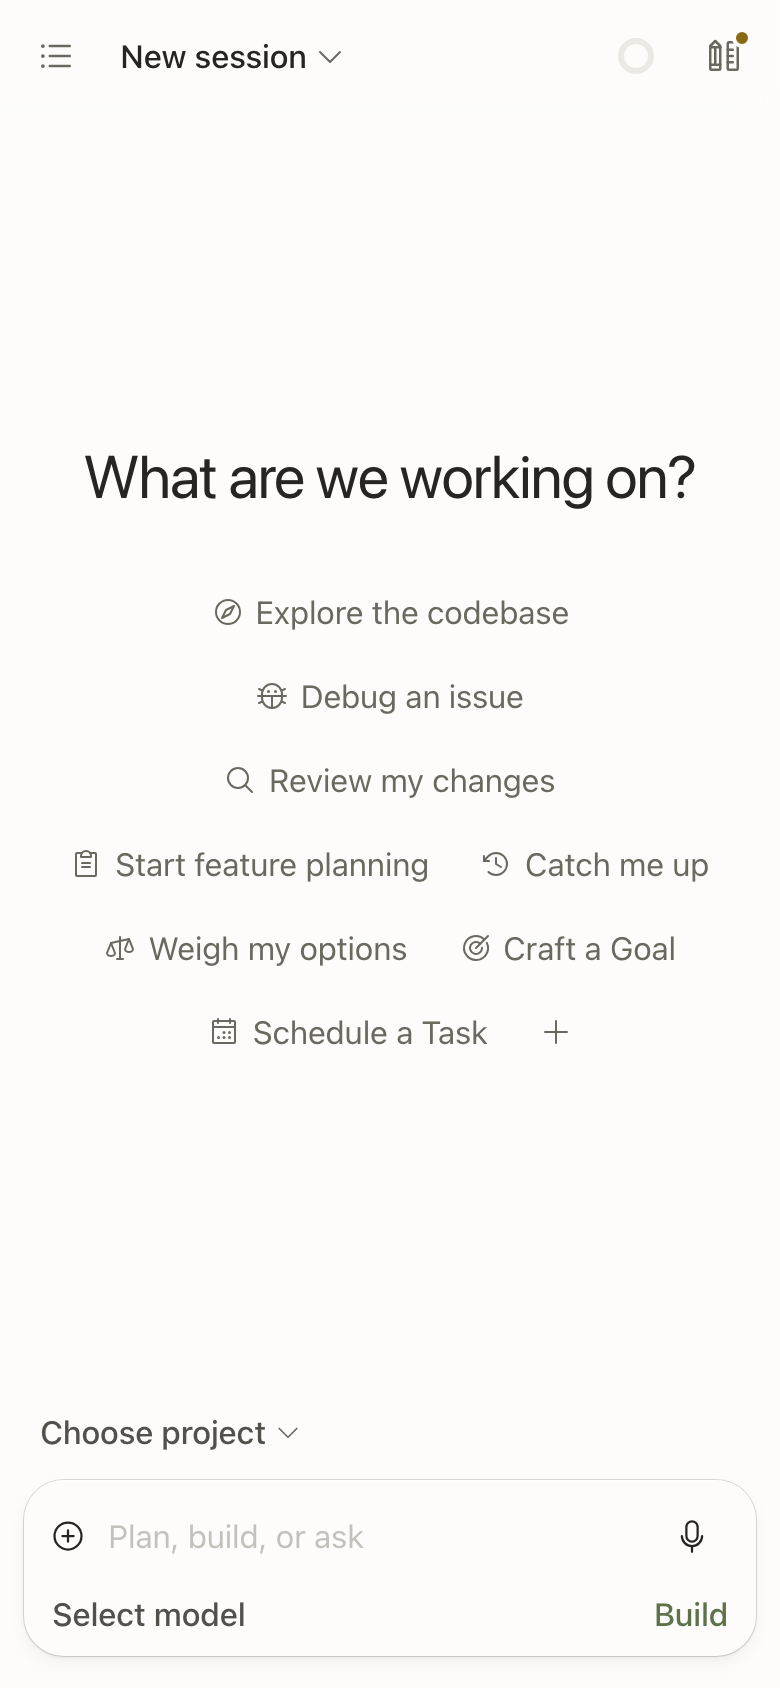 New session
What are we working on?
Explore the codebase
Debug an issue
Review my changes
Start feature planning Catch me up
Weigh my options Craft a Goal
Schedule a Task
Choose project
Plan, build, or ask
Select model Build